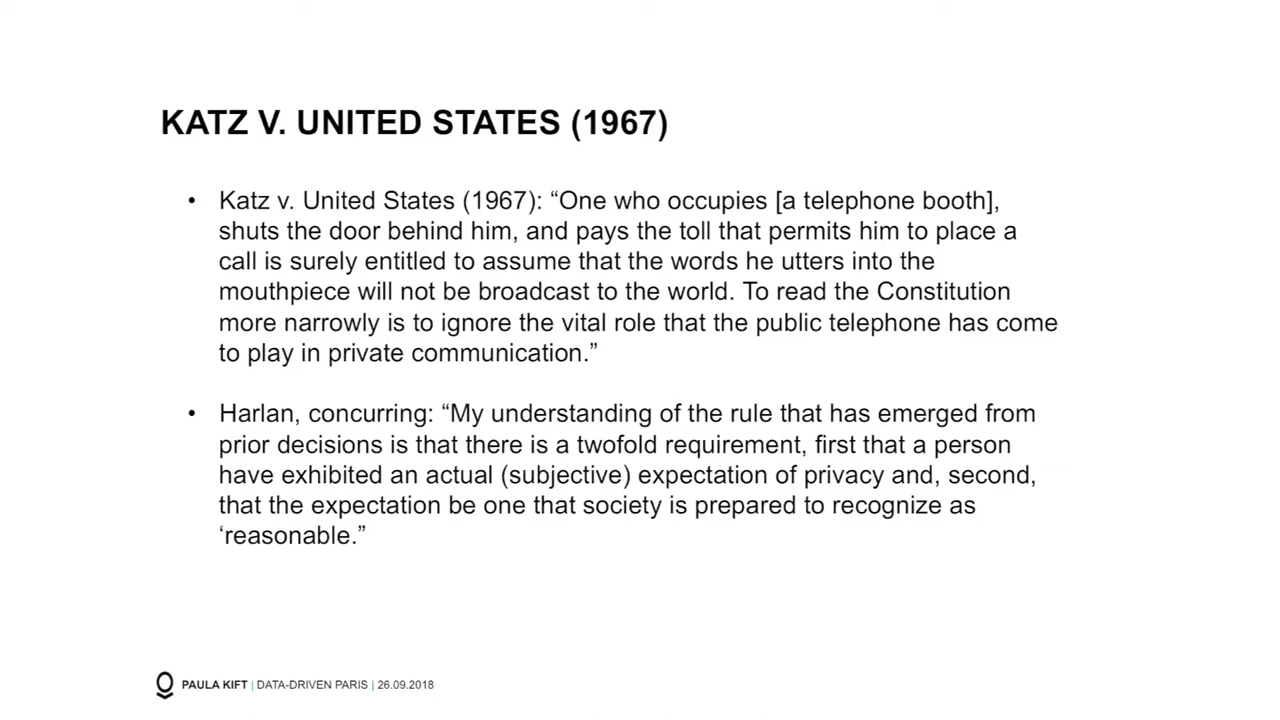 KATZ V. UNITED STATES (1967)
• Katz v. United States (1967): “One who occupies [a telephone booth],
shuts the door behind him, and pays the toll that permits him to place a
call is surely entitled to assume that the words he utters into the
mouthpiece will not be broadcast to the world. To read the Constitution
more narrowly is to ignore the vital role that the public telephone has come
to play in private communication.”
• Harlan, concurring: “My understanding of the rule that has emerged from
prior decisions is that there is a twofold requirement, first that a person
have exhibited an actual (subjective) expectation of privacy and, second,
that the expectation be one that society is prepared to recognize as
‘reasonable.”
PAULA KIFT | DATA-DRIVEN PARIS | 26.09.2018